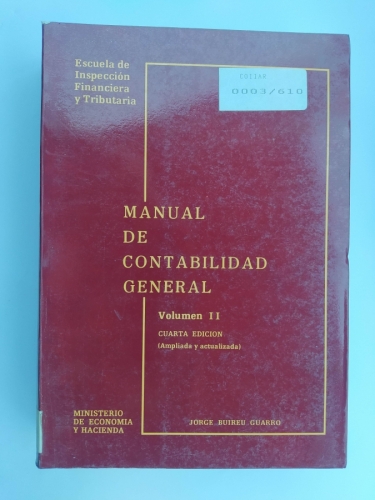 Escuela de
Inspección
Financiera
y Tributaria
COLIAR
0003/610
MANUAL
DE
CONTABILIDAD
GENERAL
Volumen II
CUARTA EDICION
(Ampliada y actualizada)
MINISTERIO
DE ECONOMIA
Y HACIENDA
JORGE BUIREU GUARRO